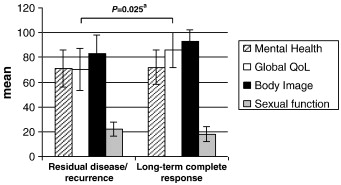 P=0.025a
120
100
80
60
40
20
0
mean
Mental Health
Global QoL
Body Image
Sexual function
Residual disease/
recurrence
Long-term complete
response